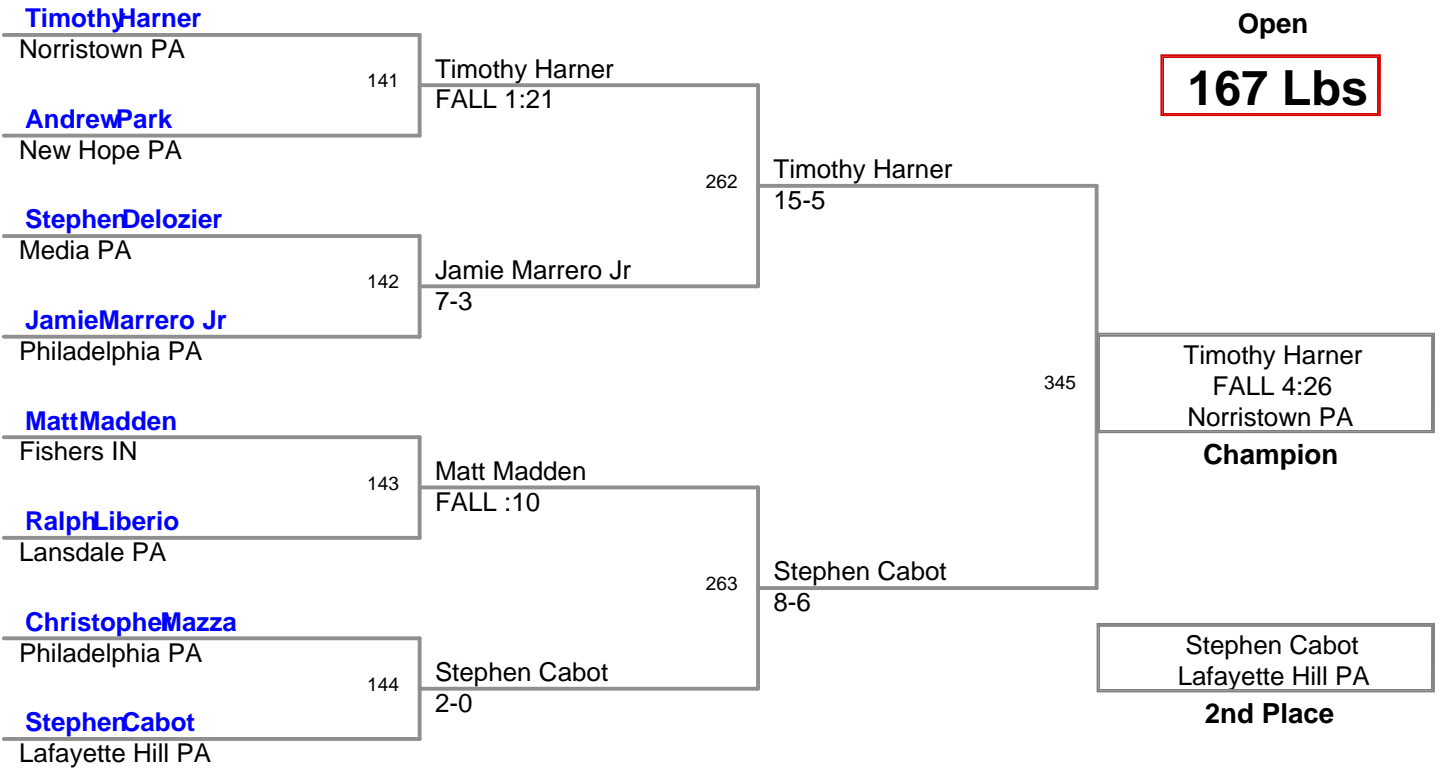 TimothyHarner
Norristown PA
141
AndrewPark
New Hope PA
StephenDelozier
Media PA
142
JamieMarrero Jr
Philadelphia PA
MattMadden
Fishers IN
143
RalphLiberio
Lansdale PA
ChristopherMazza
Philadelphia PA
144
StephenCabot
Lafayette Hill PA
Timothy Harner
FALL 1:21
262
Jamie Marrero Jr
7-3
Matt Madden
FALL :10
263
Stephen Cabot
2-0
Timothy Harner
15-5
345
Stephen Cabot
8-6
Open
167 Lbs
Timothy Harner
FALL 4:26
Norristown PA
Champion
Stephen Cabot
Lafayette Hill PA
2nd Place